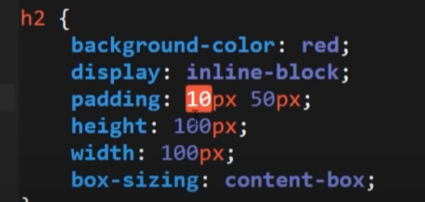 h2 {
background-color: red;
display: inline-block;
padding: 10px 50px;
height: 100px;
width: 100px;
box-sizing: content-box;
}